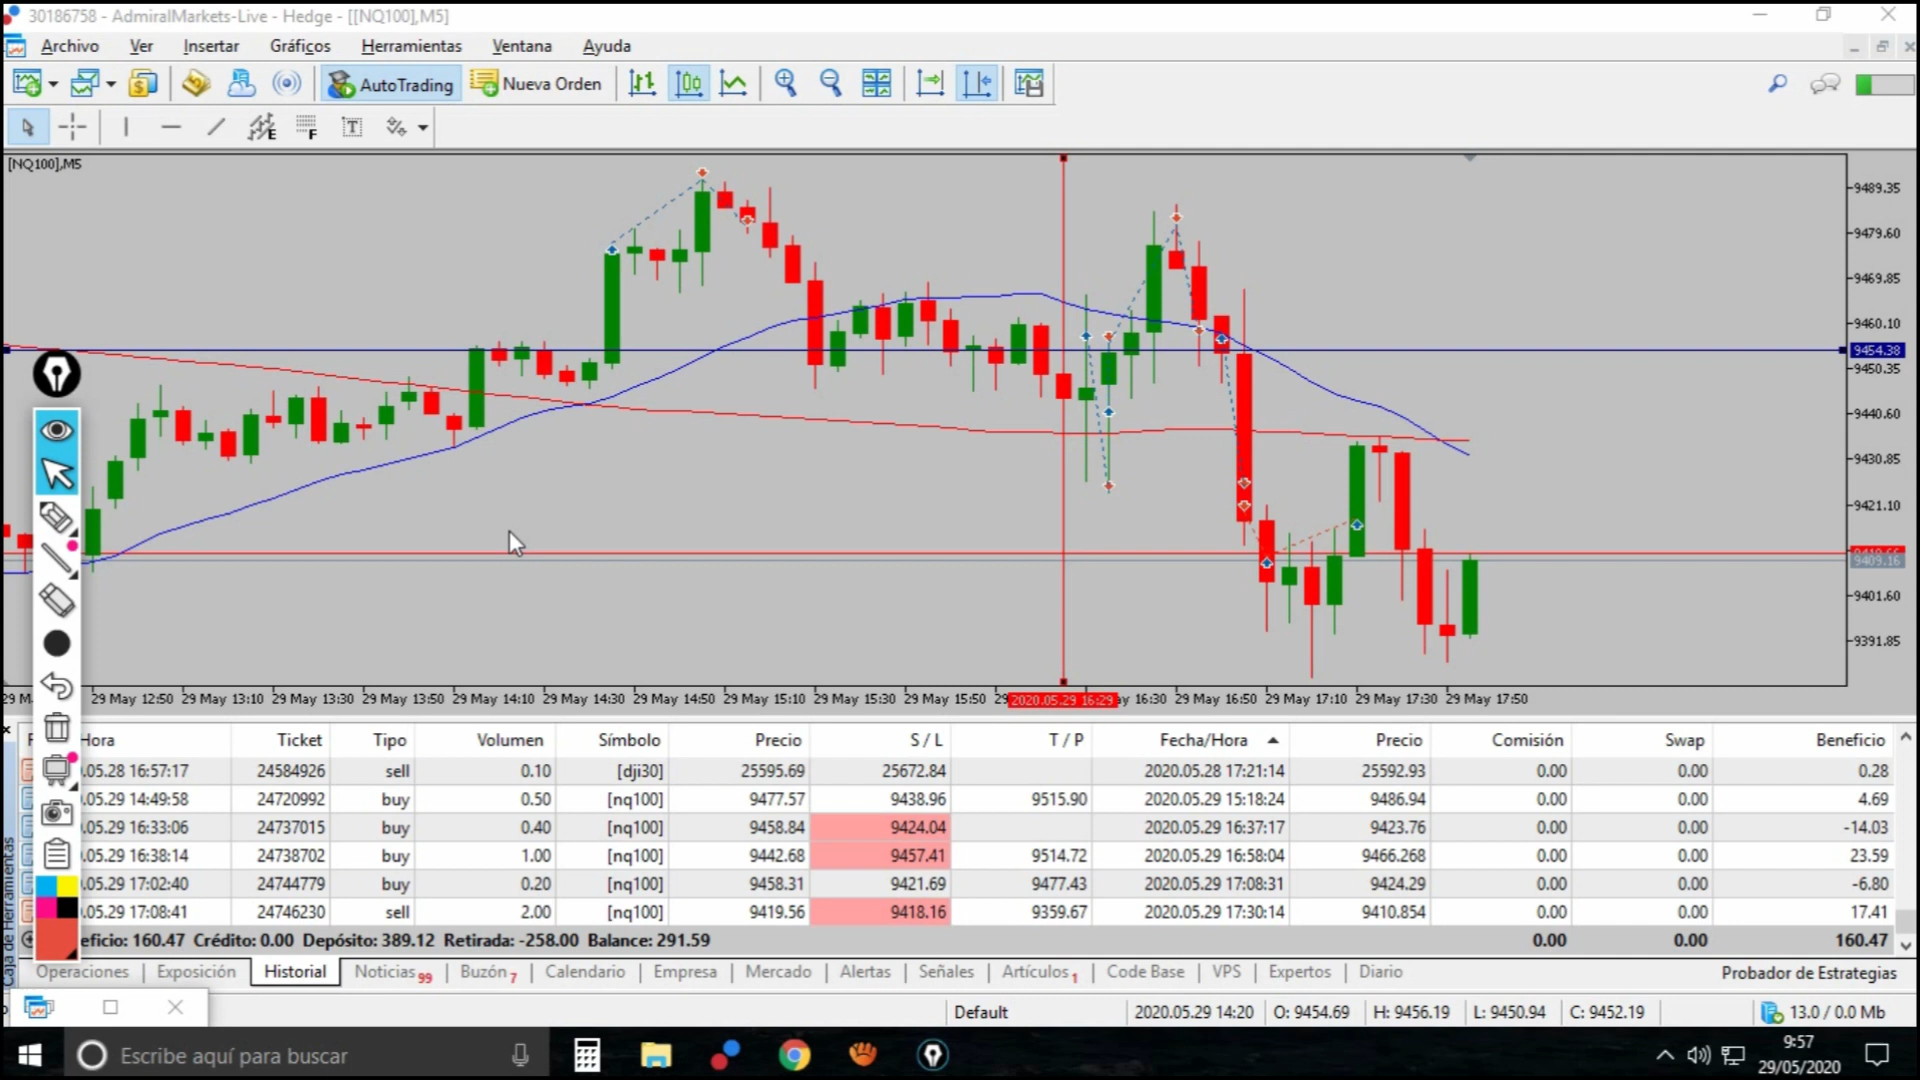 30186758 - AdmiralMarkets-Live - Hedge - [[NQ100],M5]
Archivo Ver Insertar Gráficos Herramientas Ventana Ayuda
AutoTrading Nueva Orden
E F T
[NQ100],M5
9489.35
9479.60
9469.85
9460.10
9454.38
9450.35
9440.60
9430.85
9421.10
9409.16
9401.60
9391.85
29 May 12:50 29 May 13:10 29 May 13:30 29 May 13:50 29 May 14:10 29 May 14:30 29 May 14:50 29 May 15:10 29 May 15:30 29 May 15:50 29 2020.05.29 16:29 ay 16:30 29 May 16:50 29 May 17:10 29 May 17:30 29 May 17:50
Hora Ticket Tipo Volumen Símbolo Precio S / L T / P Fecha/Hora Precio Comisión Swap Beneficio
.05.28 16:57:17 24584926 sell 0.10 [dji30] 25595.69 25672.84 2020.05.28 17:21:14 25592.93 0.00 0.00 0.28
.05.29 14:49:58 24720992 buy 0.50 [nq100] 9477.57 9438.96 9515.90 2020.05.29 15:18:24 9486.94 0.00 0.00 4.69
.05.29 16:33:06 24737015 buy 0.40 [nq100] 9458.84 9424.04 2020.05.29 16:37:17 9423.76 0.00 0.00 -14.03
.05.29 16:38:14 24738702 buy 1.00 [nq100] 9442.68 9457.41 9514.72 2020.05.29 16:58:04 9466.268 0.00 0.00 23.59
.05.29 17:02:40 24744779 buy 0.20 [nq100] 9458.31 9421.69 9477.43 2020.05.29 17:08:31 9424.29 0.00 0.00 -6.80
.05.29 17:08:41 24746230 sell 2.00 [nq100] 9419.56 9418.16 9359.67 2020.05.29 17:30:14 9410.854 0.00 0.00 17.41
eficio: 160.47 Crédito: 0.00 Depósito: 389.12 Retirada: -258.00 Balance: 291.59 0.00 0.00 160.47
Caja de Herramientas
Operaciones Exposición Historial Noticias 99 Buzón 7 Calendario Empresa Mercado Alertas Señales Artículos 1 Code Base VPS Expertos Diario Probador de Estrategias
Default 2020.05.29 14:20 O: 9454.69 H: 9456.19 L: 9450.94 C: 9452.19 13.0 / 0.0 Mb
Escribe aquí para buscar
9:57
29/05/2020